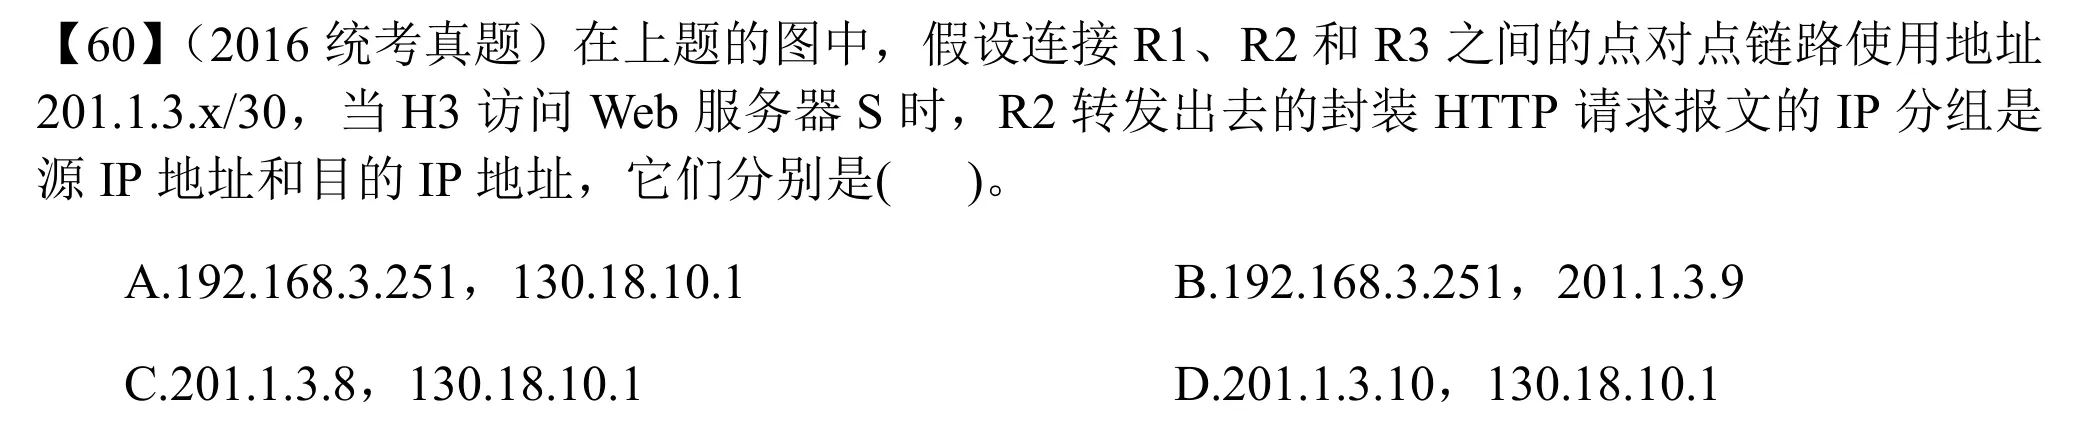 【60】（2016 统考真题）在上题的图中，假设连接 R1、R2 和 R3 之间的点对点链路使用地址
201.1.3.x/30，当 H3 访问 Web 服务器 S 时，R2 转发出去的封装 HTTP 请求报文的 IP 分组是
源 IP 地址和目的 IP 地址，它们分别是(　　)。
A.192.168.3.251，130.18.10.1　　B.192.168.3.251，201.1.3.9
C.201.1.3.8，130.18.10.1　　D.201.1.3.10，130.18.10.1